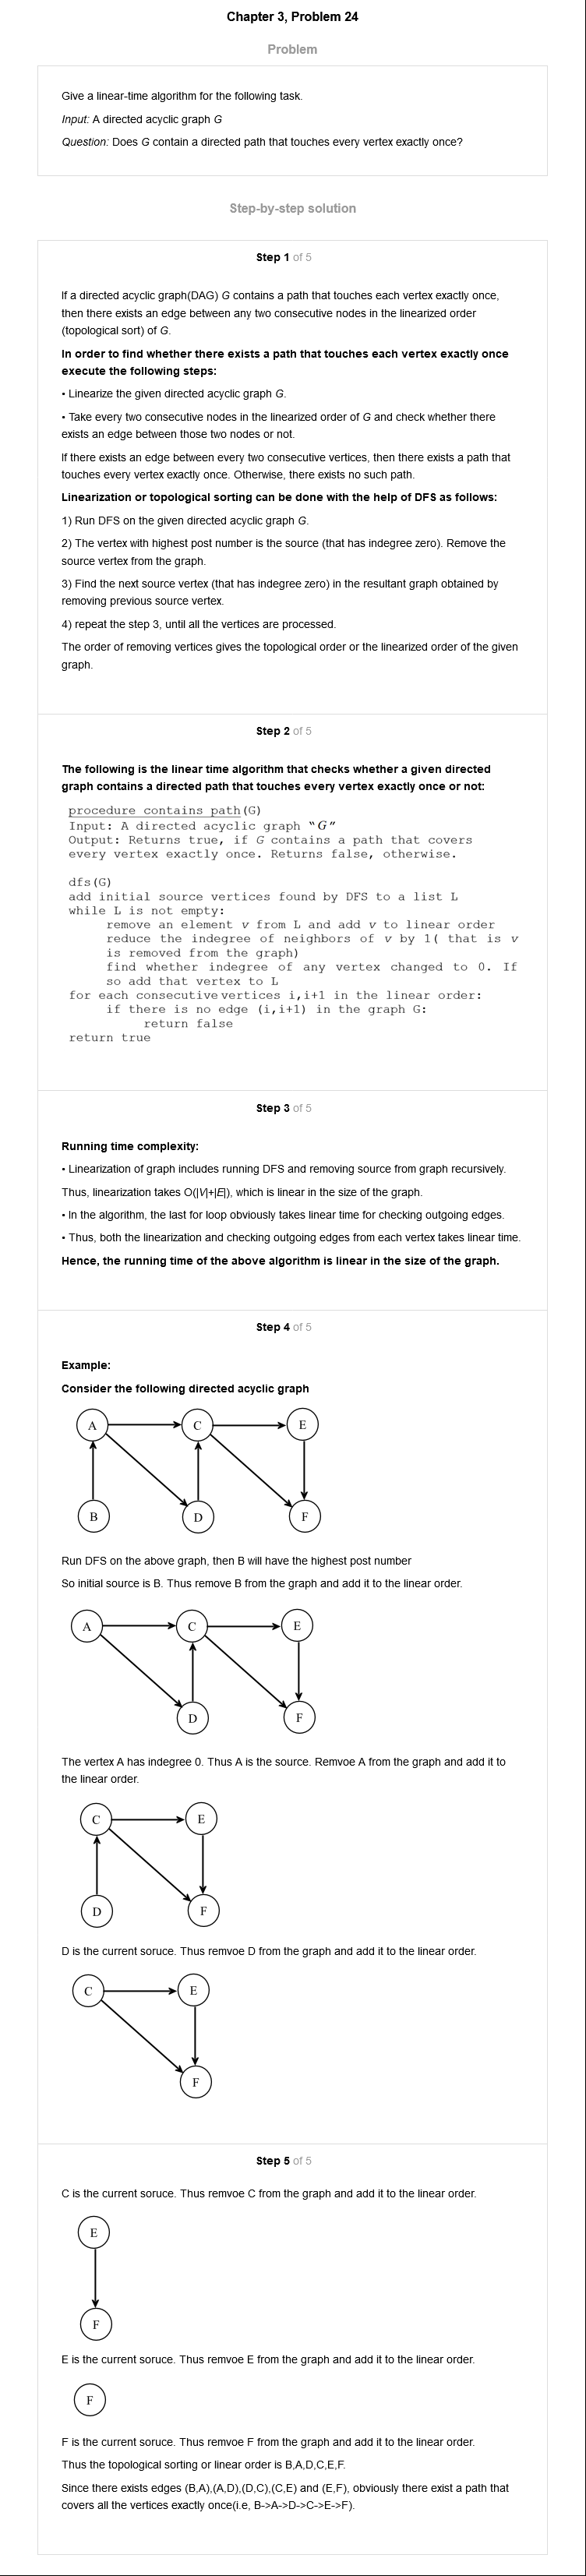 Chapter 3, Problem 24
Problem
Give a linear-time algorithm for the following task.
Input: A directed acyclic graph G
Question: Does G contain a directed path that touches every vertex exactly once?
Step-by-step solution
Step 1 of 5
If a directed acyclic graph(DAG) G contains a path that touches each vertex exactly once,
then there exists an edge between any two consecutive nodes in the linearized order
(topological sort) of G.
In order to find whether there exists a path that touches each vertex exactly once
execute the following steps:
• Linearize the given directed acyclic graph G.
• Take every two consecutive nodes in the linearized order of G and check whether there
exists an edge between those two nodes or not.
If there exists an edge between every two consecutive vertices, then there exists a path that
touches every vertex exactly once. Otherwise, there exists no such path.
Linearization or topological sorting can be done with the help of DFS as follows:
1) Run DFS on the given directed acyclic graph G.
2) The vertex with highest post number is the source (that has indegree zero). Remove the
source vertex from the graph.
3) Find the next source vertex (that has indegree zero) in the resultant graph obtained by
removing previous source vertex.
4) repeat the step 3, until all the vertices are processed.
The order of removing vertices gives the topological order or the linearized order of the given
graph.
Step 2 of 5
The following is the linear time algorithm that checks whether a given directed
graph contains a directed path that touches every vertex exactly once or not:
procedure contains path(G)
Input: A directed acyclic graph “G”
Output: Returns true, if G contains a path that covers
every vertex exactly once. Returns false, otherwise.
dfs(G)
add initial source vertices found by DFS to a list L
while L is not empty:
remove an element v from L and add v to linear order
reduce the indegree of neighbors of v by 1( that is v
is removed from the graph)
find whether indegree of any vertex changed to 0. If
so add that vertex to L
for each consecutive vertices i,i+1 in the linear order:
if there is no edge (i,i+1) in the graph G:
return false
return true
Step 3 of 5
Running time complexity:
• Linearization of graph includes running DFS and removing source from graph recursively.
Thus, linearization takes O(|V|+|E|), which is linear in the size of the graph.
• In the algorithm, the last for loop obviously takes linear time for checking outgoing edges.
• Thus, both the linearization and checking outgoing edges from each vertex takes linear time.
Hence, the running time of the above algorithm is linear in the size of the graph.
Step 4 of 5
Example:
Consider the following directed acyclic graph
A C E
B D F
Run DFS on the above graph, then B will have the highest post number
So initial source is B. Thus remove B from the graph and add it to the linear order.
A C E
D F
The vertex A has indegree 0. Thus A is the source. Remvoe A from the graph and add it to
the linear order.
C E
D F
D is the current soruce. Thus remvoe D from the graph and add it to the linear order.
C E
F
Step 5 of 5
C is the current soruce. Thus remvoe C from the graph and add it to the linear order.
E
F
E is the current soruce. Thus remvoe E from the graph and add it to the linear order.
F
F is the current soruce. Thus remvoe F from the graph and add it to the linear order.
Thus the topological sorting or linear order is B,A,D,C,E,F.
Since there exists edges (B,A),(A,D),(D,C),(C,E) and (E,F), obviously there exist a path that
covers all the vertices exactly once(i.e, B->A->D->C->E->F).